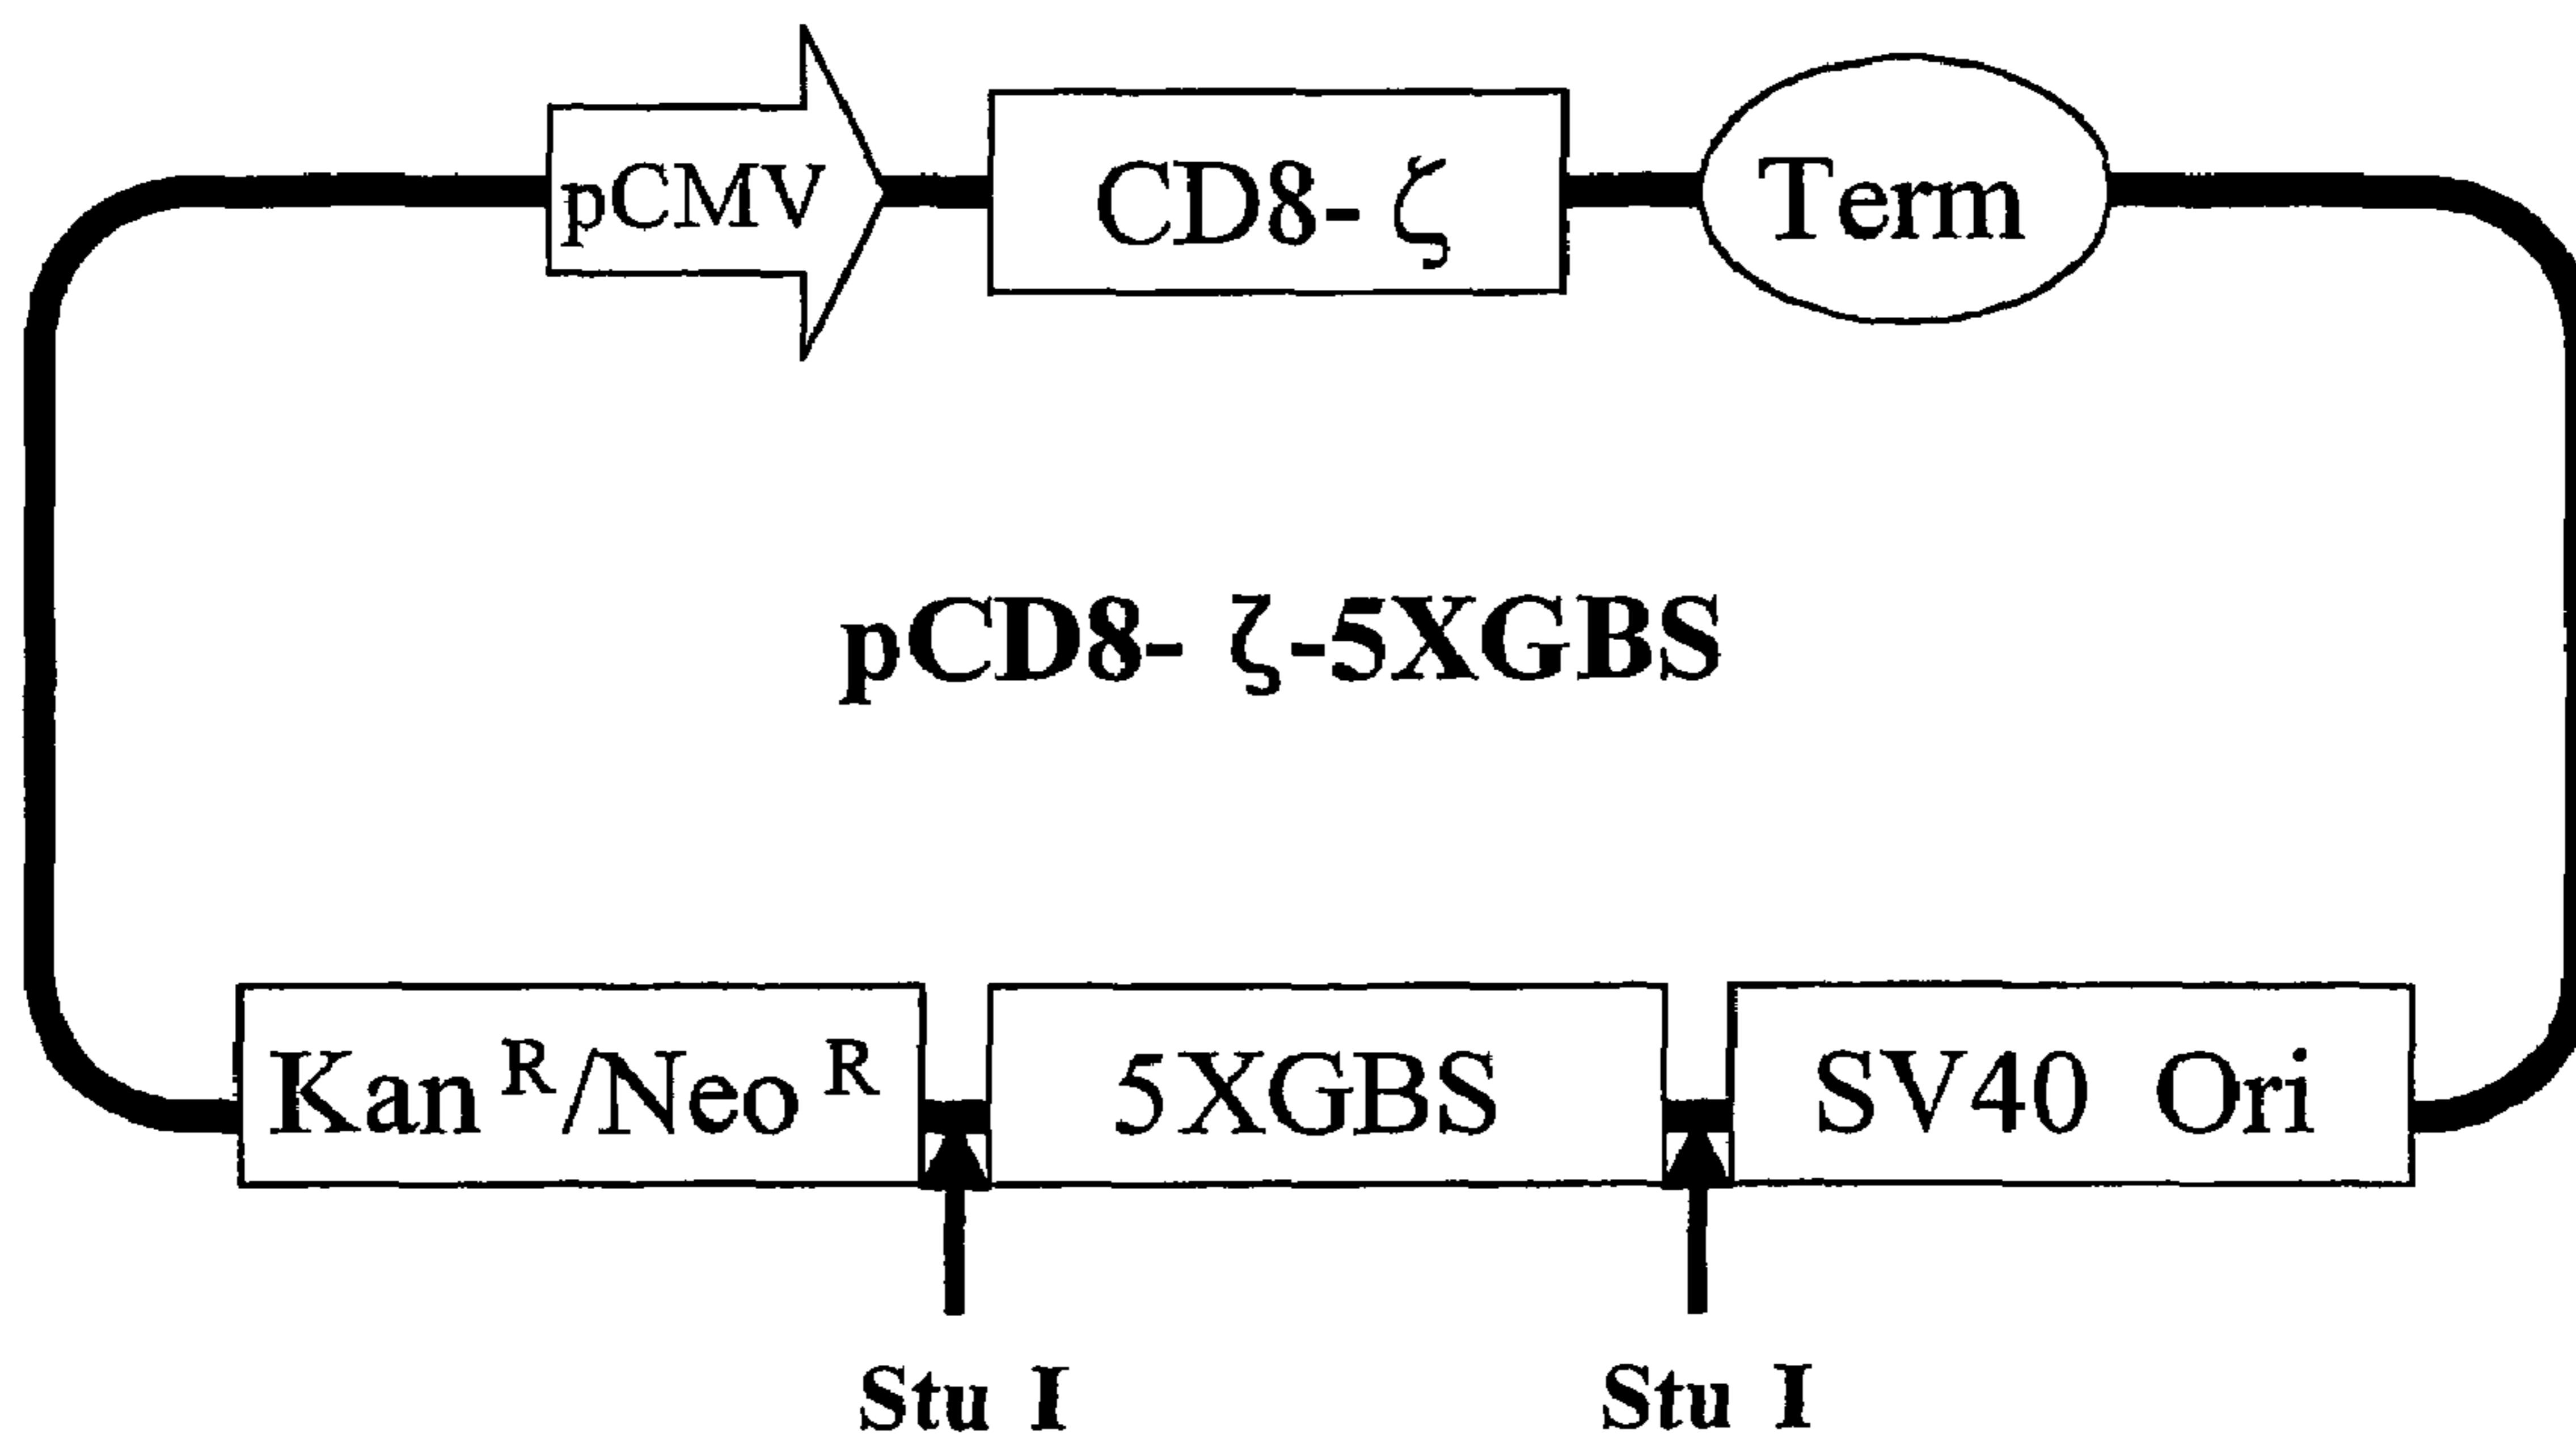 pCMV CD8- ζ Term
pCD8- ζ-5XGBS
Kan R/Neo R 5XGBS SV40 Ori
Stu I Stu I